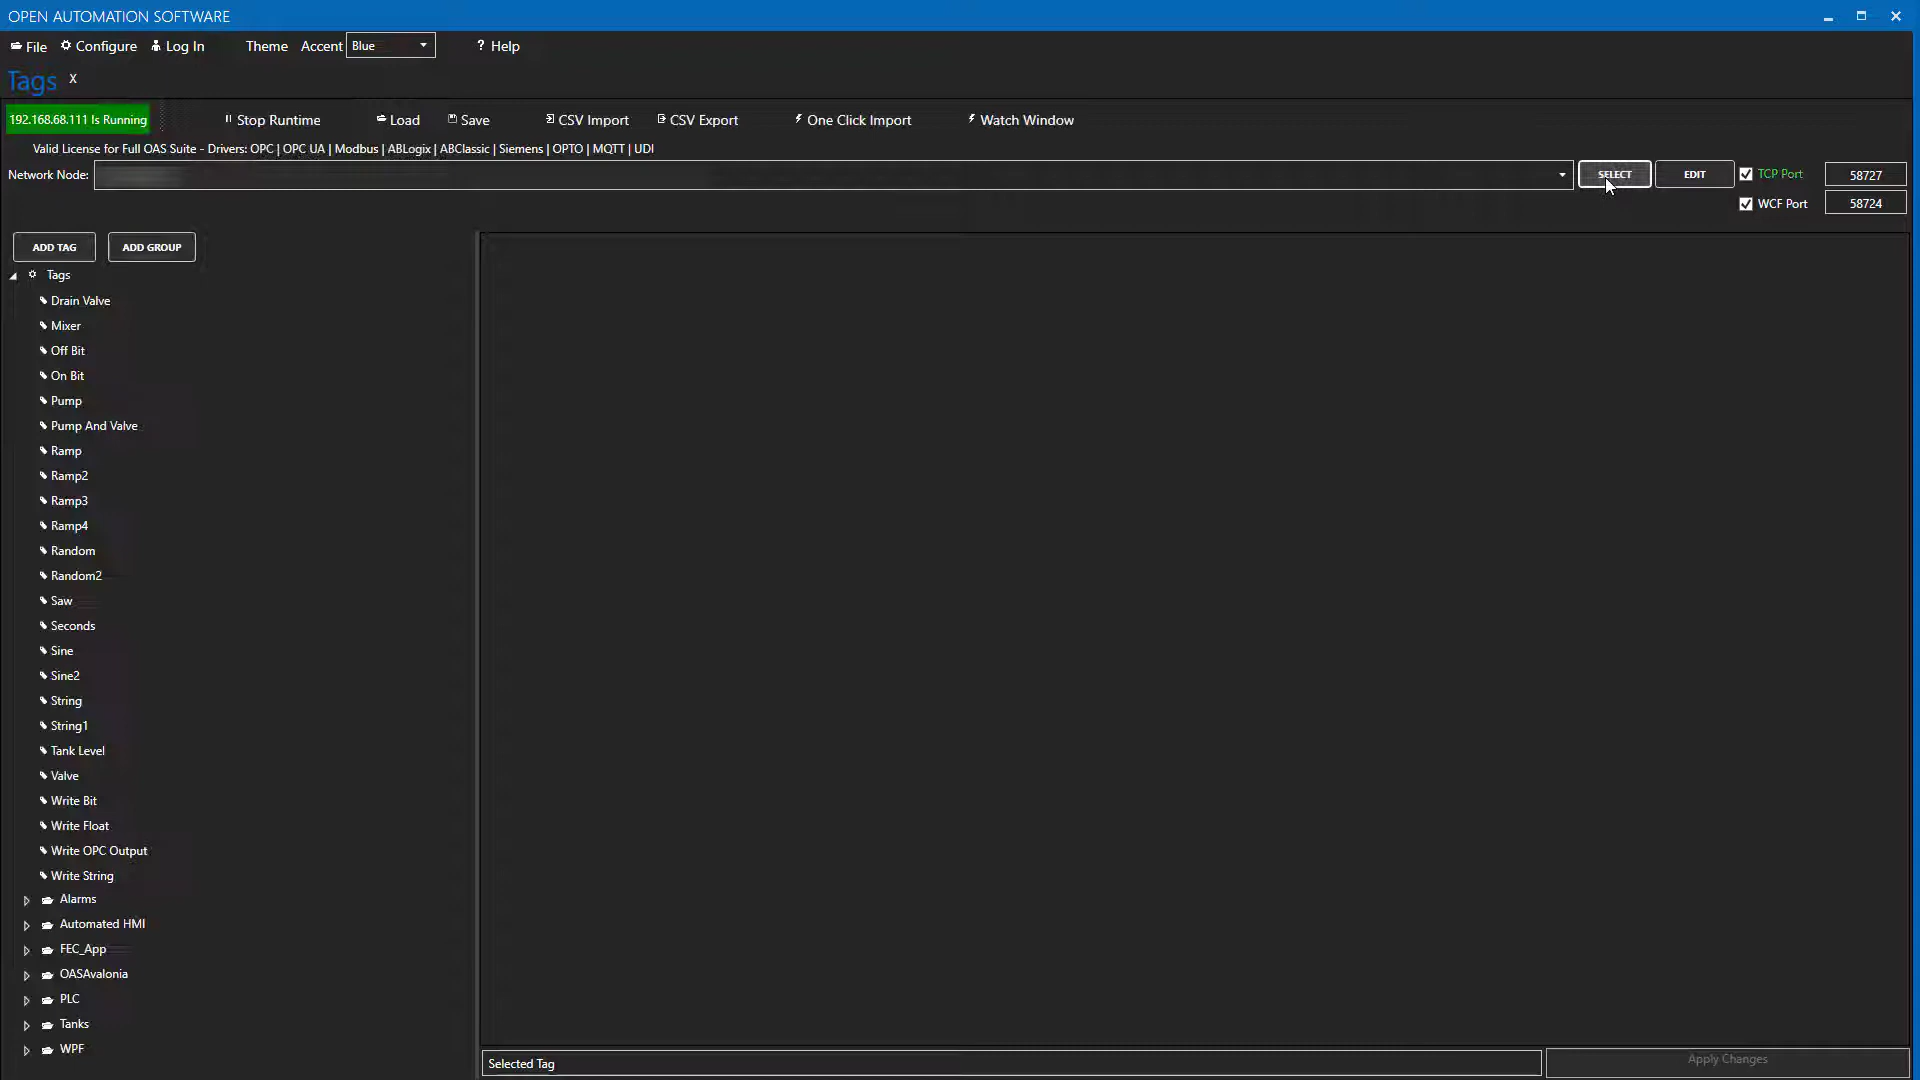 OPEN AUTOMATION SOFTWARE
File Configure Log In Theme Accent Blue ? Help
Tags X
192.168.68.111 Is Running Stop Runtime Load Save CSV Import CSV Export One Click Import Watch Window
Valid License for Full OAS Suite - Drivers: OPC | OPC UA | Modbus | ABLogix | ABClassic | Siemens | OPTO | MQTT | UDI
Network Node: SELECT EDIT TCP Port 58727
WCF Port 58724
ADD TAG ADD GROUP
Tags
Drain Valve
Mixer
Off Bit
On Bit
Pump
Pump And Valve
Ramp
Ramp2
Ramp3
Ramp4
Random
Random2
Saw
Seconds
Sine
Sine2
String
String1
Tank Level
Valve
Write Bit
Write Float
Write OPC Output
Write String
Alarms
Automated HMI
FEC_App
OASAvalonia
PLC
Tanks
WPF
Selected Tag Apply Changes